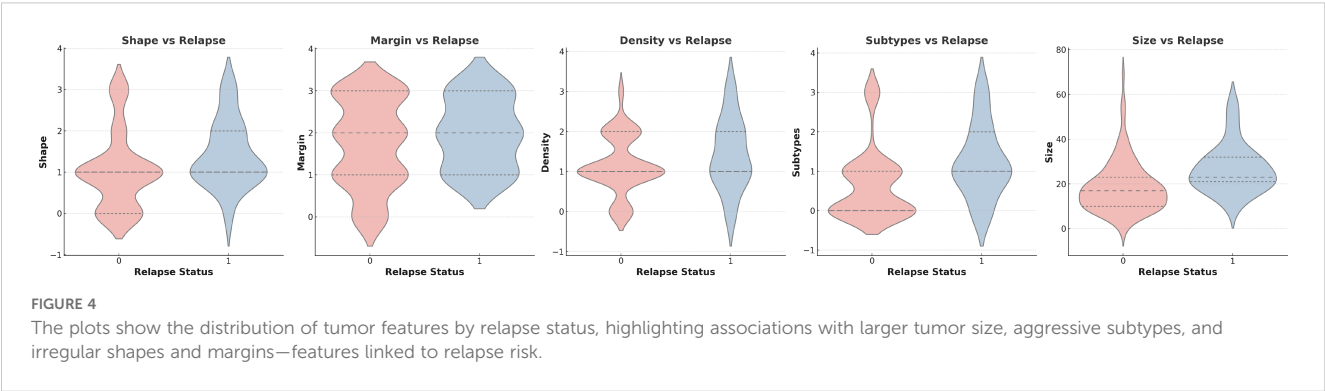 Shape vs Relapse
4
3
2
1
0
−1
Shape
0
1
Relapse Status
Margin vs Relapse
4
3
2
1
0
Margin
0
1
Relapse Status
Density vs Relapse
4
3
2
1
0
−1
Density
0
1
Relapse Status
Subtypes vs Relapse
4
3
2
1
0
−1
Subtypes
0
1
Relapse Status
Size vs Relapse
80
60
40
20
0
Size
0
1
Relapse Status
FIGURE 4
The plots show the distribution of tumor features by relapse status, highlighting associations with larger tumor size, aggressive subtypes, and
irregular shapes and margins—features linked to relapse risk.